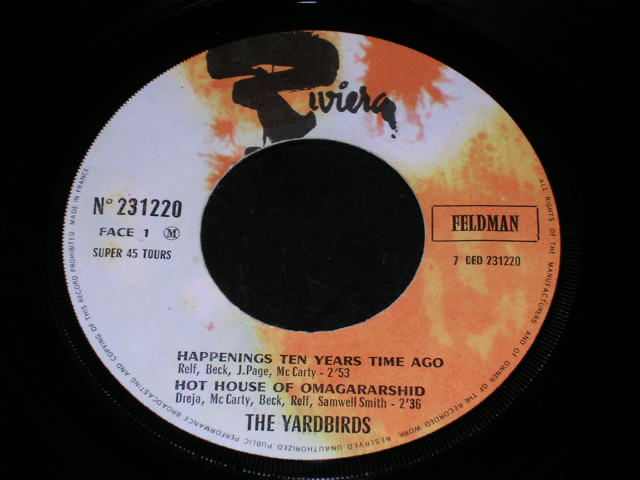 Riviera
N° 231220
FACE 1 M
SUPER 45 TOURS
FELDMAN
7 CED 231220
HAPPENINGS TEN YEARS TIME AGO
Relf, Beck, J.Page, Mc Carty - 2'53
HOT HOUSE OF OMAGARARSHID
Dreja, Mc Carty, Beck, Relf, Samwell Smith - 2'36
THE YARDBIRDS
ALL RIGHTS OF THE MANUFACTURERS AND OF OWNER OF THE RECORDED WORK RESERVED UNAUTHORIZED PUBLIC PERFORMANCE BROADCASTING AND COPYING OF THIS RECORD PROHIBITED MADE IN FRANCE